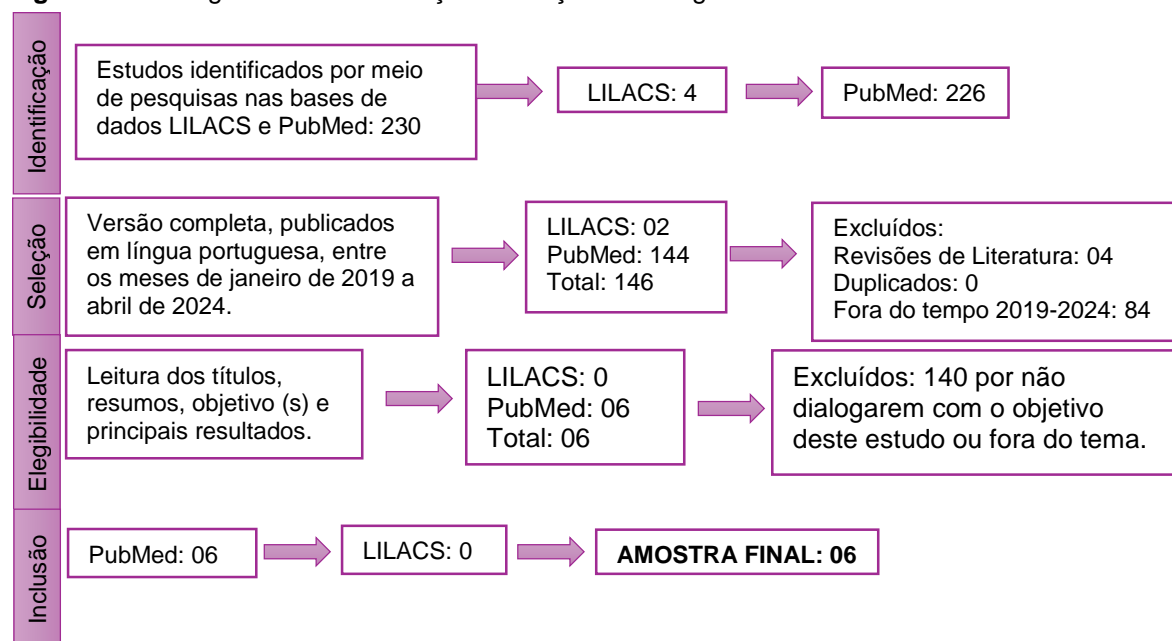 Identificação
Estudos identificados por meio
de pesquisas nas bases de
dados LILACS e PubMed: 230
LILACS: 4
PubMed: 226
Seleção
Versão completa, publicados
em língua portuguesa, entre
os meses de janeiro de 2019 a
abril de 2024.
LILACS: 02
PubMed: 144
Total: 146
Excluídos:
Revisões de Literatura: 04
Duplicados: 0
Fora do tempo 2019-2024: 84
Elegibilidade
Leitura dos títulos,
resumos, objetivo (s) e
principais resultados.
LILACS: 0
PubMed: 06
Total: 06
Excluídos: 140 por não
dialogarem com o objetivo
deste estudo ou fora do tema.
Inclusão
PubMed: 06
LILACS: 0
AMOSTRA FINAL: 06